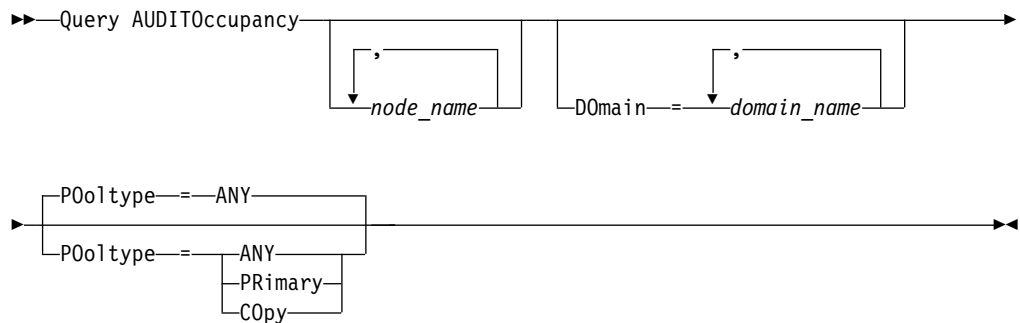 Query AUDITOccupancy
, ,
node_name DOmain = domain_name
POoltype = ANY
POoltype = ANY
PRimary
COpy